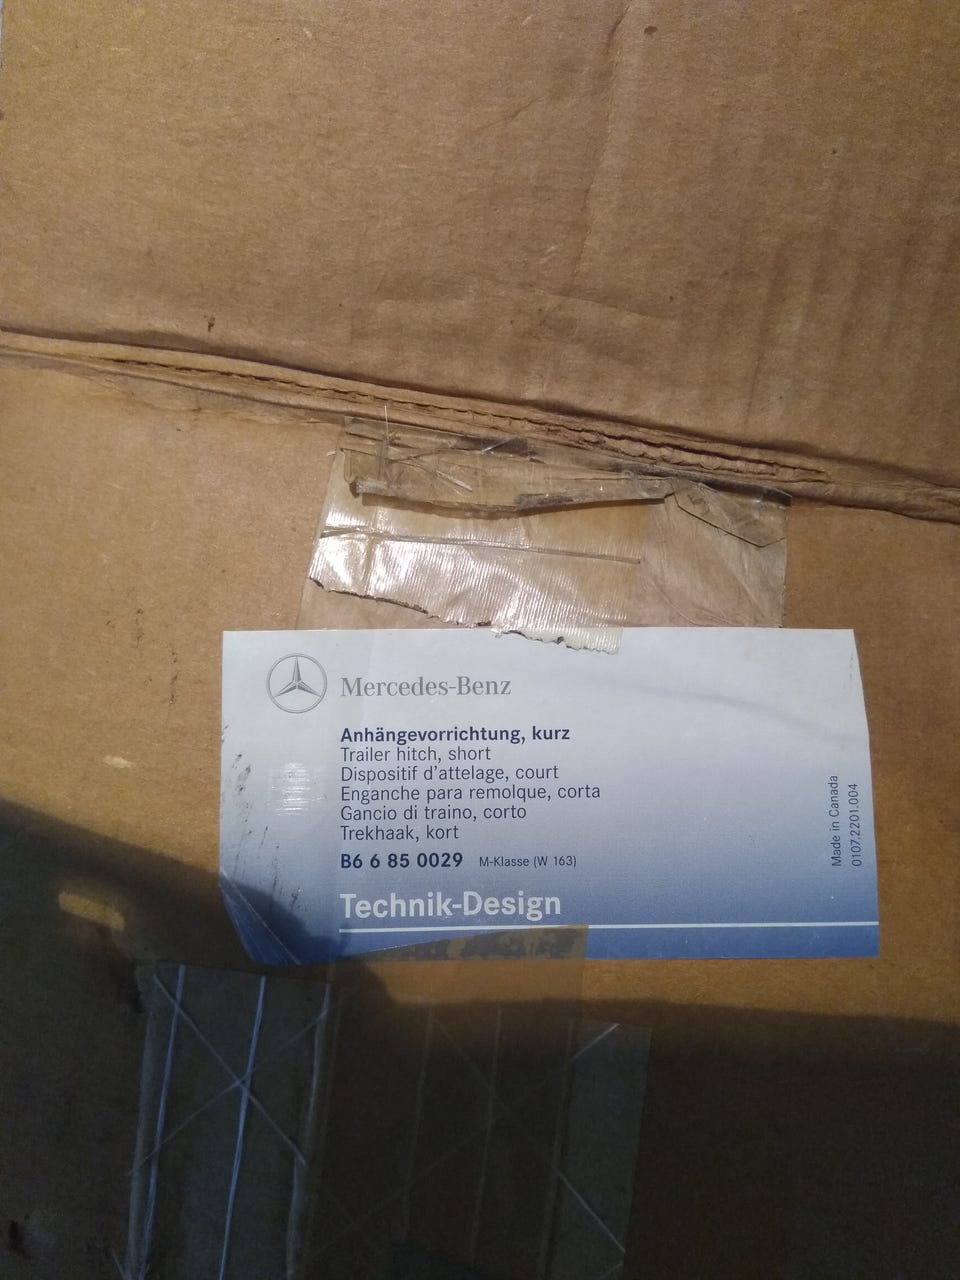 Mercedes-Benz
Anhängevorrichtung, kurz
Trailer hitch, short
Dispositif d'attelage, court
Enganche para remolque, corta
Gancio di traino, corto
Trekhaak, kort
B6 6 85 0029 M-Klasse (W 163)
Technik-Design
Made in Canada
0107.2201.004